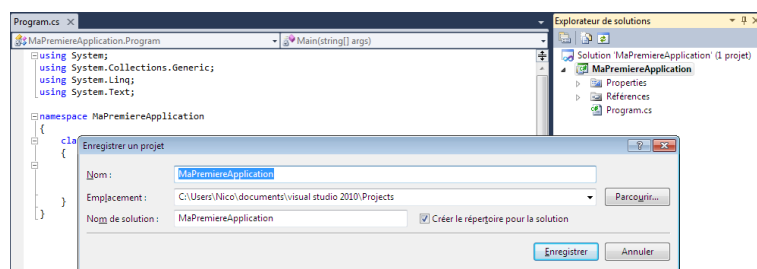 Program.cs
Explorateur de solutions
MaPremiereApplication.Program
Main(string[] args)
using System;
using System.Collections.Generic;
using System.Linq;
using System.Text;
namespace MaPremiereApplication
{
cla
{
}
}
Solution 'MaPremiereApplication' (1 projet)
MaPremiereApplication
Properties
Références
Program.cs
Enregistrer un projet
Nom :
MaPremiereApplication
Emplacement :
C:\Users\Nico\documents\visual studio 2010\Projects
Parcourir...
Nom de solution :
MaPremiereApplication
Créer le répertoire pour la solution
Enregistrer
Annuler